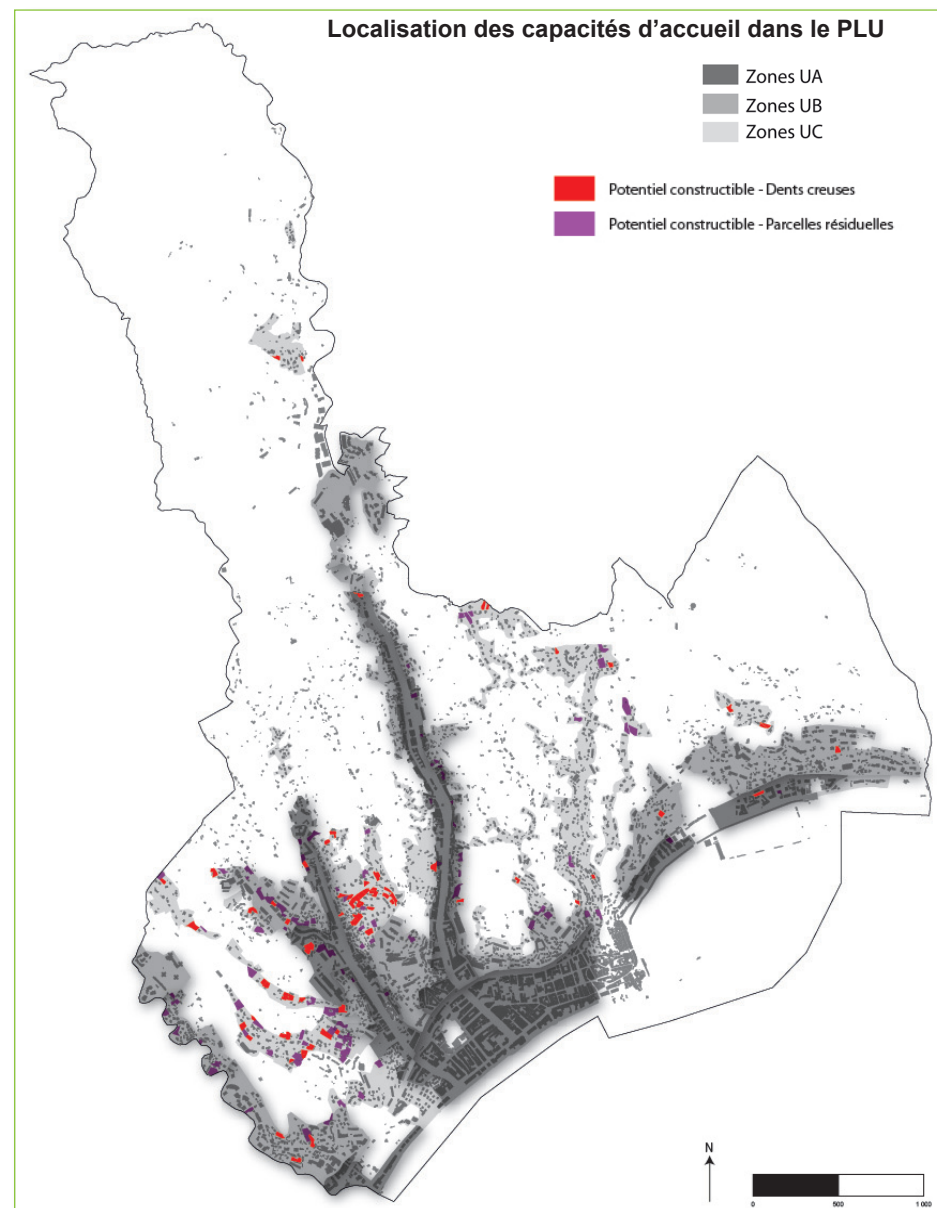 Localisation des capacités d'accueil dans le PLU
Zones UA
Zones UB
Zones UC
Potentiel constructible - Dents creuses
Potentiel constructible - Parcelles résiduelles
N
0 500 1 000